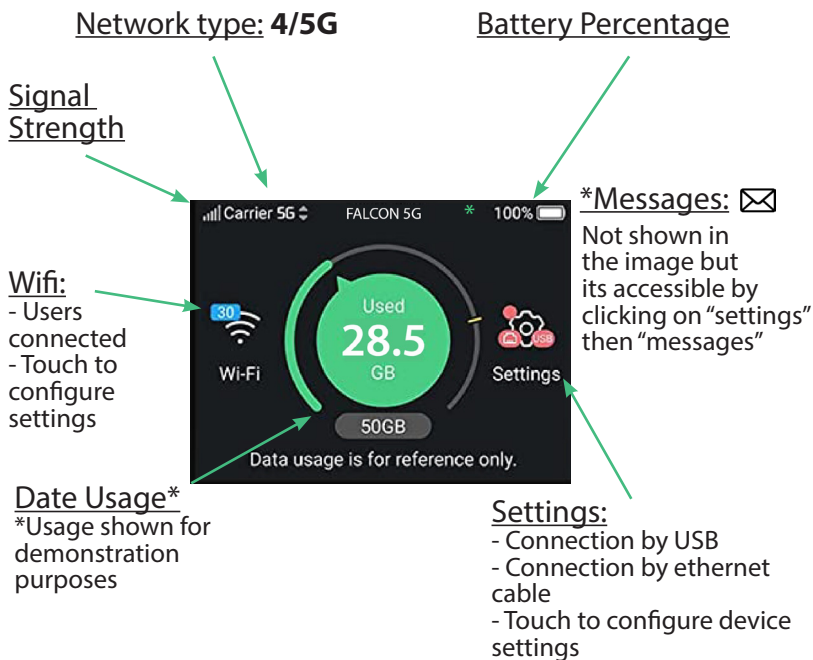 Network type: 4/5G
Battery Percentage
Signal
Strength
Carrier 5G
FALCON 5G
*
100%
*Messages:
Not shown in
the image but
its accessible by
clicking on “settings”
then “messages”
Wifi:
- Users
connected
- Touch to
configure
settings
30
Wi-Fi
Used
28.5
GB
50GB
USB
Settings
Data usage is for reference only.
Date Usage*
*Usage shown for
demonstration
purposes
Settings:
- Connection by USB
- Connection by ethernet
cable
- Touch to configure device
settings